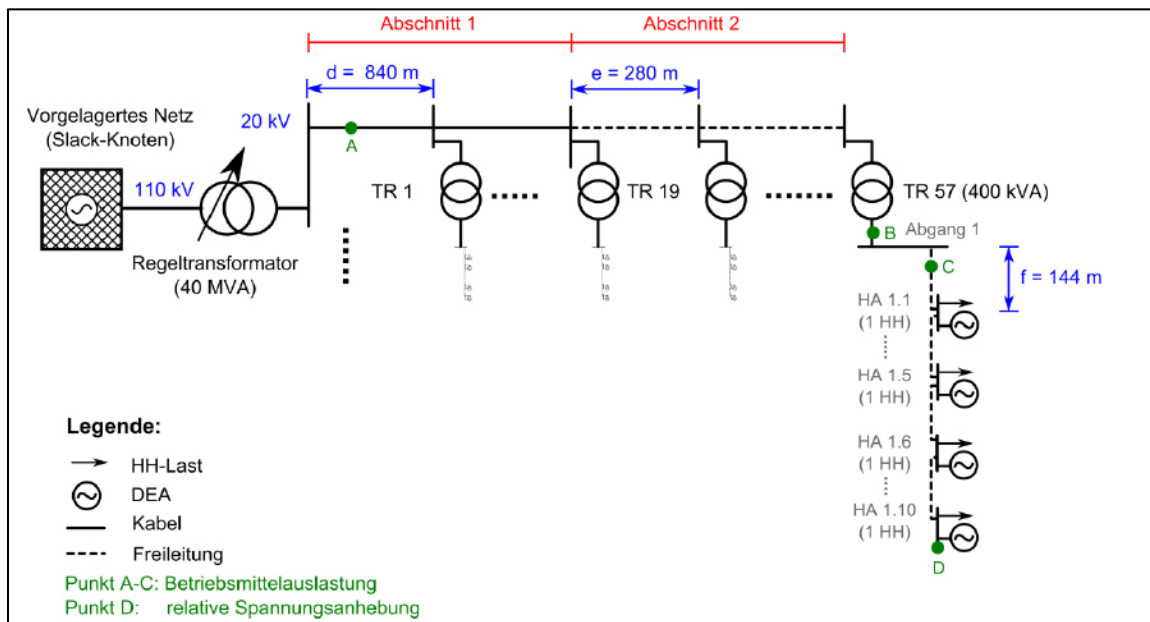 Abschnitt 1
Abschnitt 2
d = 840 m
e = 280 m
Vorgelagertes Netz
(Slack-Knoten)
20 kV
A
110 kV
TR 1
TR 19
TR 57 (400 kVA)
Regeltransformator
(40 MVA)
B
Abgang 1
C
f = 144 m
HA 1.1
(1 HH)
HA 1.5
(1 HH)
HA 1.6
(1 HH)
HA 1.10
(1 HH)
D
Legende:
HH-Last
DEA
Kabel
Freileitung
Punkt A-C: Betriebsmittelauslastung
Punkt D: relative Spannungsanhebung